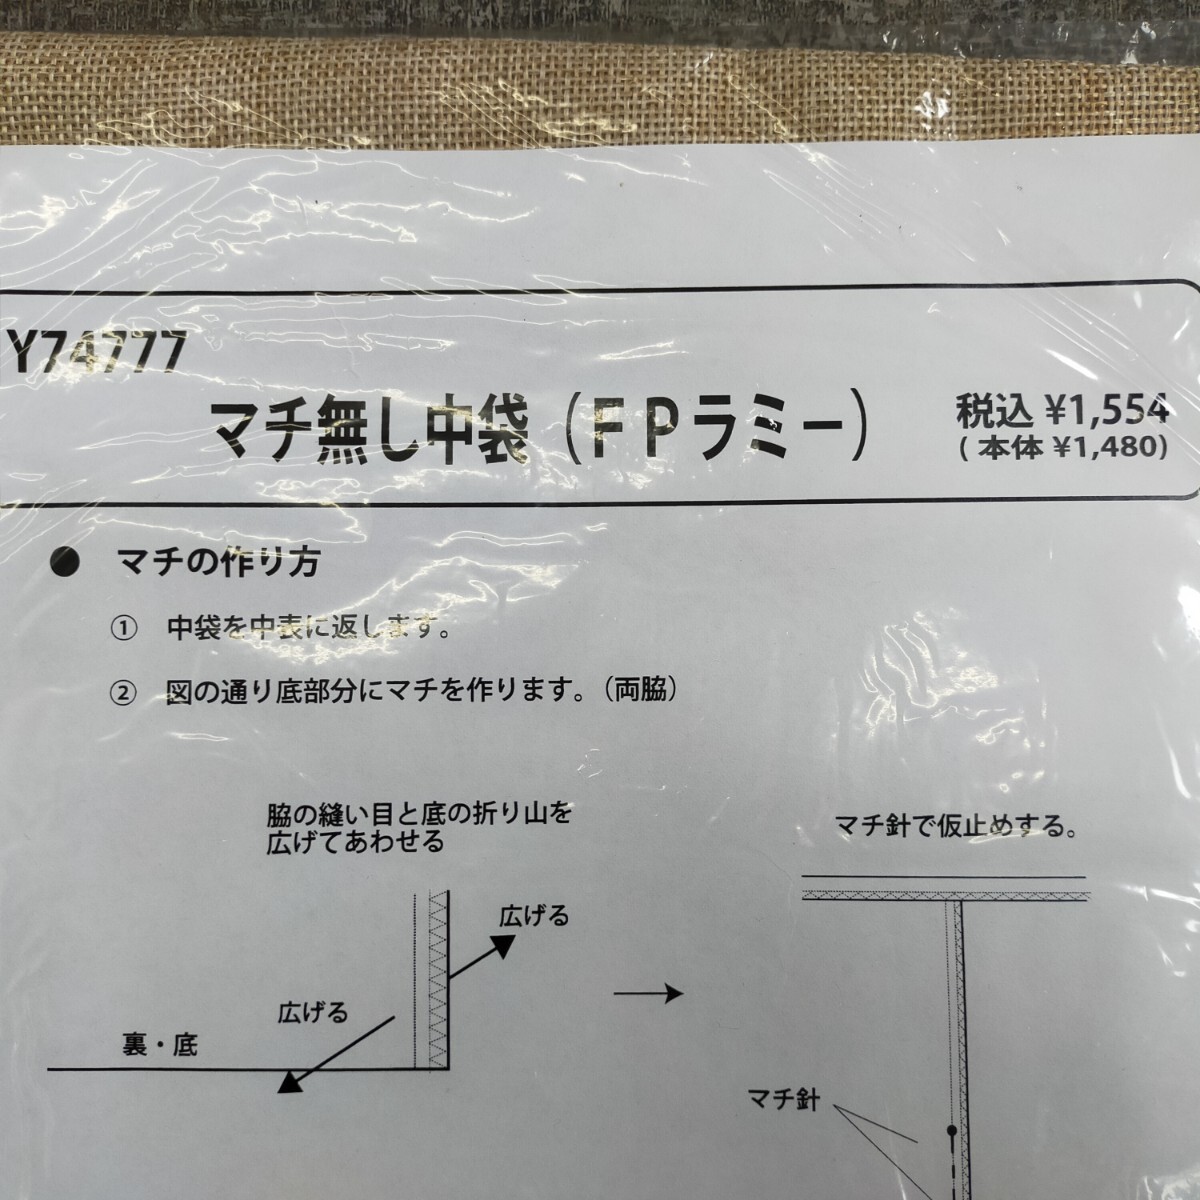 Y74777
マチ無し中袋（ＦＰラミー）
税込 ¥1,554
( 本体 ¥1,480)
● マチの作り方
① 中袋を中表に返します。
② 図の通り底部分にマチを作ります。（両脇）
脇の縫い目と底の折り山を
広げてあわせる
広げる
広げる
裏・底
マチ針で仮止めする。
マチ針